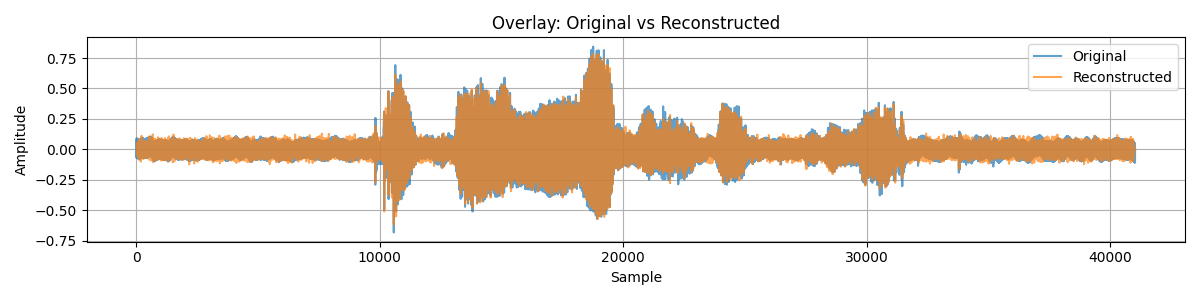 Overlay: Original vs Reconstructed
Original
Reconstructed
Amplitude
0.75
0.50
0.25
0.00
−0.25
−0.50
−0.75
0 10000 20000 30000 40000
Sample